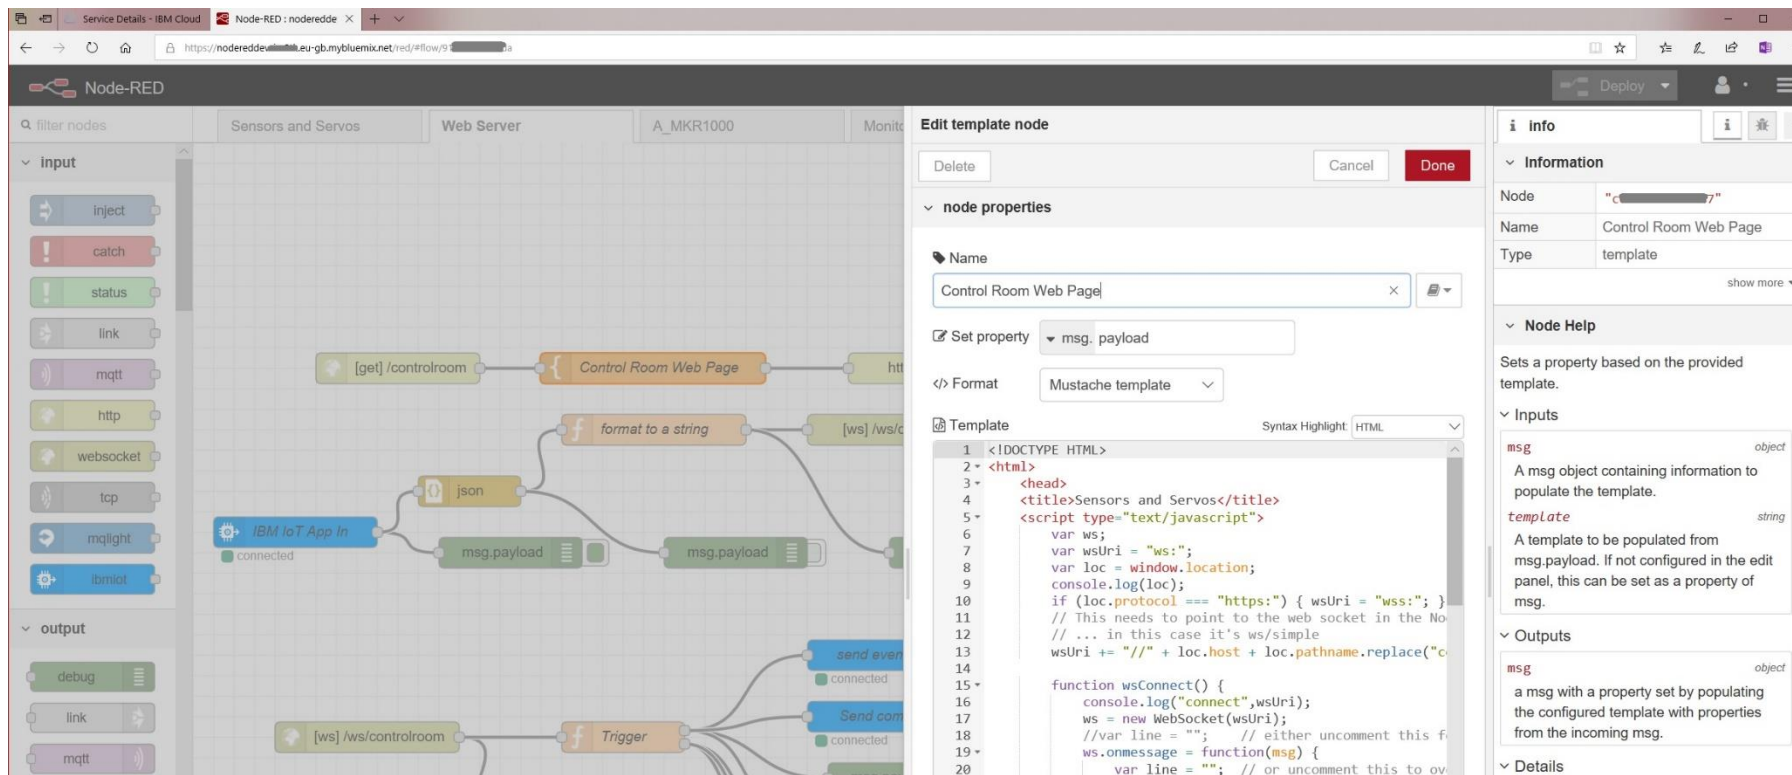 Service Details - IBM Cloud
Node-RED : noderedde
https://nodereddev .eu-gb.mybluemix.net/red/#flow/91
Node-RED
Deploy
filter nodes
Sensors and Servos
Web Server
A_MKR1000
Monito
input
inject
catch
status
link
mqtt
http
websocket
tcp
mqlight
ibmiot
output
debug
link
mqtt
[get] /controlroom
Control Room Web Page
htt
format to a string
[ws] /ws/c
json
IBM IoT App In
connected
msg.payload
msg.payload
send even
connected
Send com
connected
[ws] /ws/controlroom
Trigger
Edit template node
Delete
Cancel
Done
node properties
Name
Control Room Web Page
Set property
msg. payload
</> Format
Mustache template
Template
Syntax Highlight: HTML
1 <!DOCTYPE HTML>
2 <html>
3 <head>
4 <title>Sensors and Servos</title>
5 <script type="text/javascript">
6 var ws;
7 var wsUri = "ws:";
8 var loc = window.location;
9 console.log(loc);
10 if (loc.protocol === "https:") { wsUri = "wss:"; }
11 // This needs to point to the web socket in the No
12 // ... in this case it's ws/simple
13 wsUri += "//" + loc.host + loc.pathname.replace("c
14
15 function wsConnect() {
16 console.log("connect",wsUri);
17 ws = new WebSocket(wsUri);
18 //var line = ""; // either uncomment this f
19 ws.onmessage = function(msg) {
20 var line = ""; // or uncomment this to ov
i info
i
Information
Node "c 7"
Name Control Room Web Page
Type template
show more
Node Help
Sets a property based on the provided
template.
Inputs
msg object
A msg object containing information to
populate the template.
template string
A template to be populated from
msg.payload. If not configured in the edit
panel, this can be set as a property of
msg.
Outputs
msg object
a msg with a property set by populating
the configured template with properties
from the incoming msg.
Details